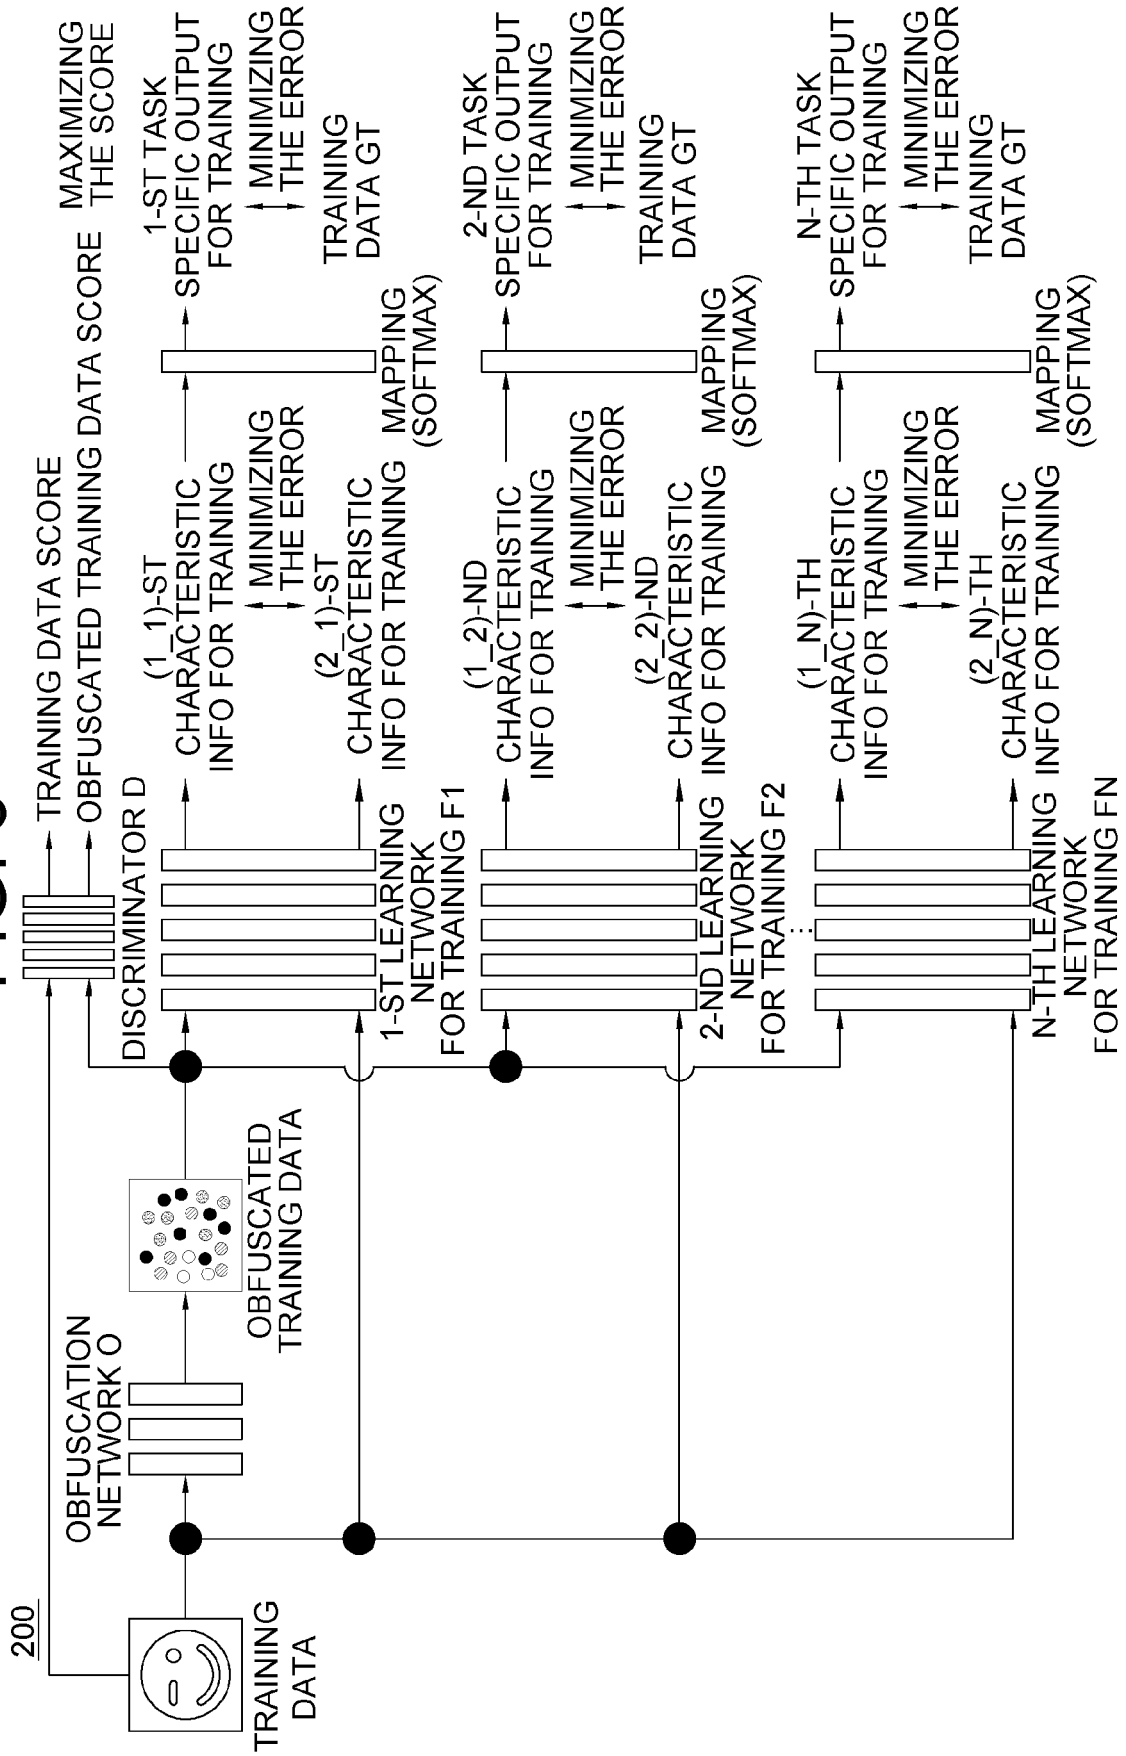 200
TRAINING
DATA
OBFUSCATION
NETWORK O
OBFUSCATED
TRAINING DATA
DISCRIMINATOR D
TRAINING DATA SCORE
OBFUSCATED TRAINING DATA SCORE
MAXIMIZING
THE SCORE
1-ST LEARNING
NETWORK
FOR TRAINING F1
(1_1)-ST
CHARACTERISTIC
INFO FOR TRAINING
MINIMIZING
THE ERROR
(2_1)-ST
CHARACTERISTIC
INFO FOR TRAINING
MAPPING
(SOFTMAX)
1-ST TASK
SPECIFIC OUTPUT
FOR TRAINING
MINIMIZING
THE ERROR
TRAINING
DATA GT
2-ND LEARNING
NETWORK
FOR TRAINING F2
(1_2)-ND
CHARACTERISTIC
INFO FOR TRAINING
MINIMIZING
THE ERROR
(2_2)-ND
CHARACTERISTIC
INFO FOR TRAINING
MAPPING
(SOFTMAX)
2-ND TASK
SPECIFIC OUTPUT
FOR TRAINING
MINIMIZING
THE ERROR
TRAINING
DATA GT
...
N-TH LEARNING
NETWORK
FOR TRAINING FN
(1_N)-TH
CHARACTERISTIC
INFO FOR TRAINING
MINIMIZING
THE ERROR
(2_N)-TH
CHARACTERISTIC
INFO FOR TRAINING
MAPPING
(SOFTMAX)
N-TH TASK
SPECIFIC OUTPUT
FOR TRAINING
MINIMIZING
THE ERROR
TRAINING
DATA GT